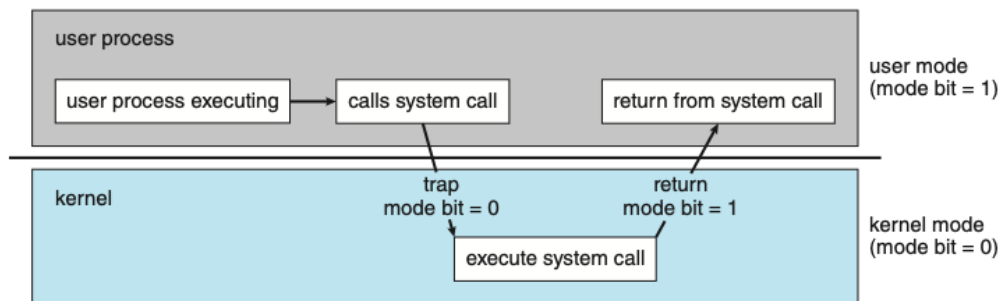 user process
user process executing
calls system call
return from system call
user mode
(mode bit = 1)
kernel
trap
mode bit = 0
return
mode bit = 1
execute system call
kernel mode
(mode bit = 0)